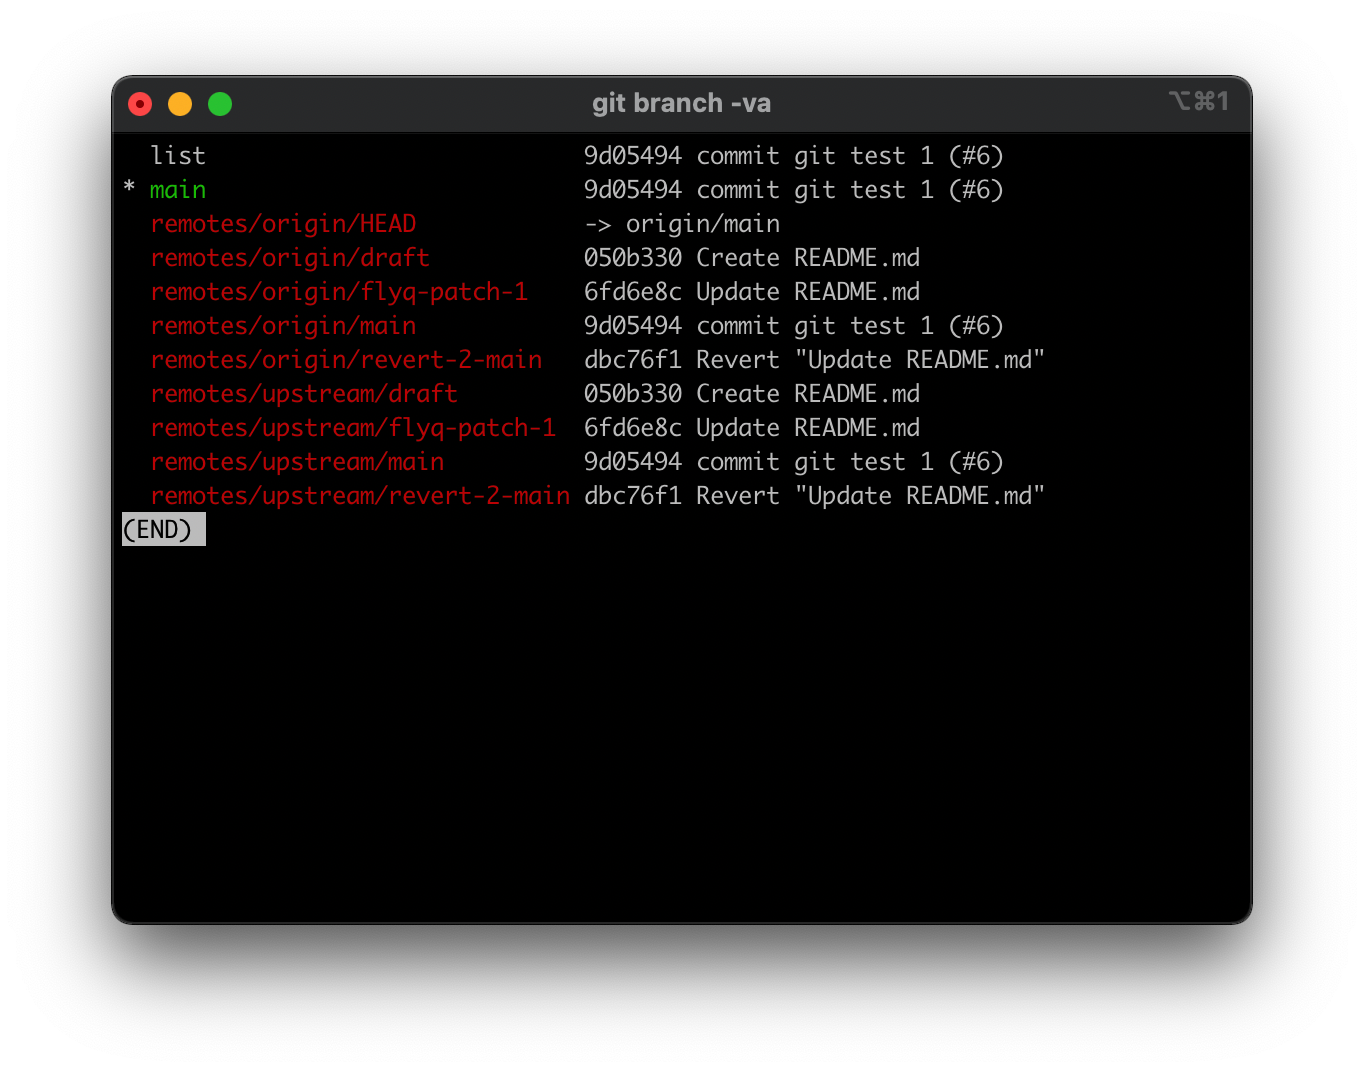 git branch -va ⌥⌘1
  list                           9d05494 commit git test 1 (#6)
* main                           9d05494 commit git test 1 (#6)
  remotes/origin/HEAD            -> origin/main
  remotes/origin/draft           050b330 Create README.md
  remotes/origin/flyq-patch-1    6fd6e8c Update README.md
  remotes/origin/main            9d05494 commit git test 1 (#6)
  remotes/origin/revert-2-main   dbc76f1 Revert "Update README.md"
  remotes/upstream/draft         050b330 Create README.md
  remotes/upstream/flyq-patch-1  6fd6e8c Update README.md
  remotes/upstream/main          9d05494 commit git test 1 (#6)
  remotes/upstream/revert-2-main dbc76f1 Revert "Update README.md"
(END)